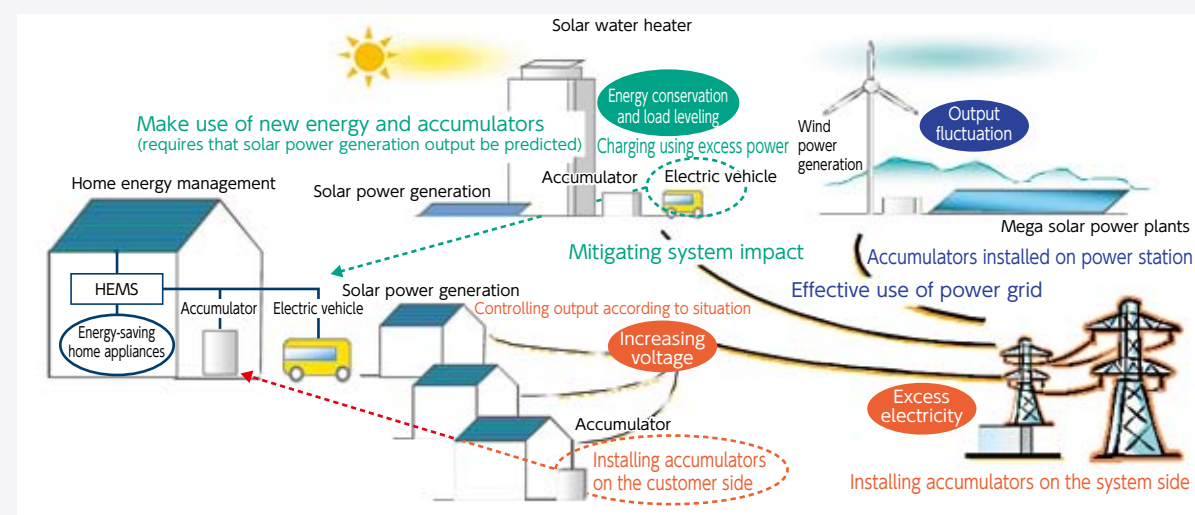 Solar water heater
Energy conservation
and load leveling
Output
fluctuation
Make use of new energy and accumulators
(requires that solar power generation output be predicted)
Charging using excess power
Wind
power
generation
Home energy management
Solar power generation
Accumulator
Electric vehicle
Mega solar power plants
Mitigating system impact
Accumulators installed on power station
Effective use of power grid
HEMS
Accumulator
Electric vehicle
Energy-saving
home appliances
Solar power generation
Controlling output according to situation
Increasing
voltage
Excess
electricity
Accumulator
Installing accumulators
on the customer side
Installing accumulators on the system side